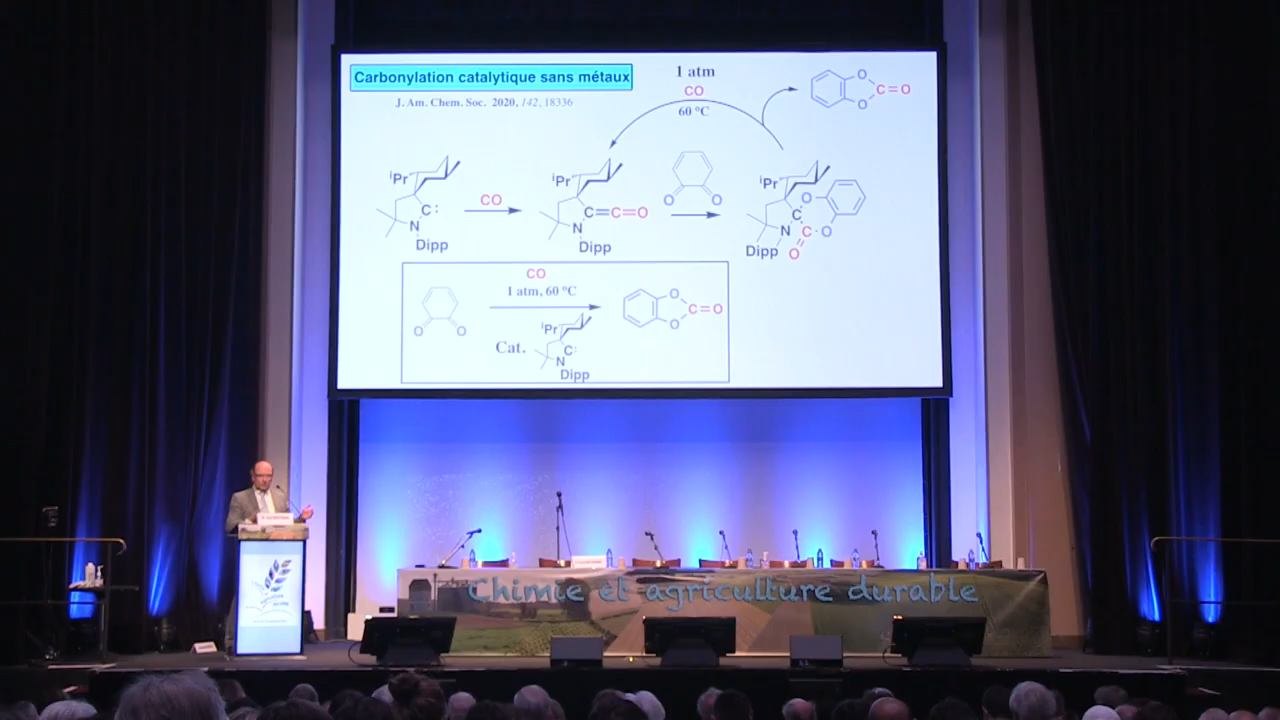 Carbonylation catalytique sans métaux
J. Am. Chem. Soc. 2020, 142, 18336
1 atm
CO
60 °C
O
C=O
O
iPr
C:
N
Dipp
CO
iPr
C=C=O
N
Dipp
O O
iPr
O
C
N
C
O
O
Dipp
CO
1 atm, 60 °C
O O
Cat.
iPr
C:
N
Dipp
O
C=O
O
Chimie et agriculture durable